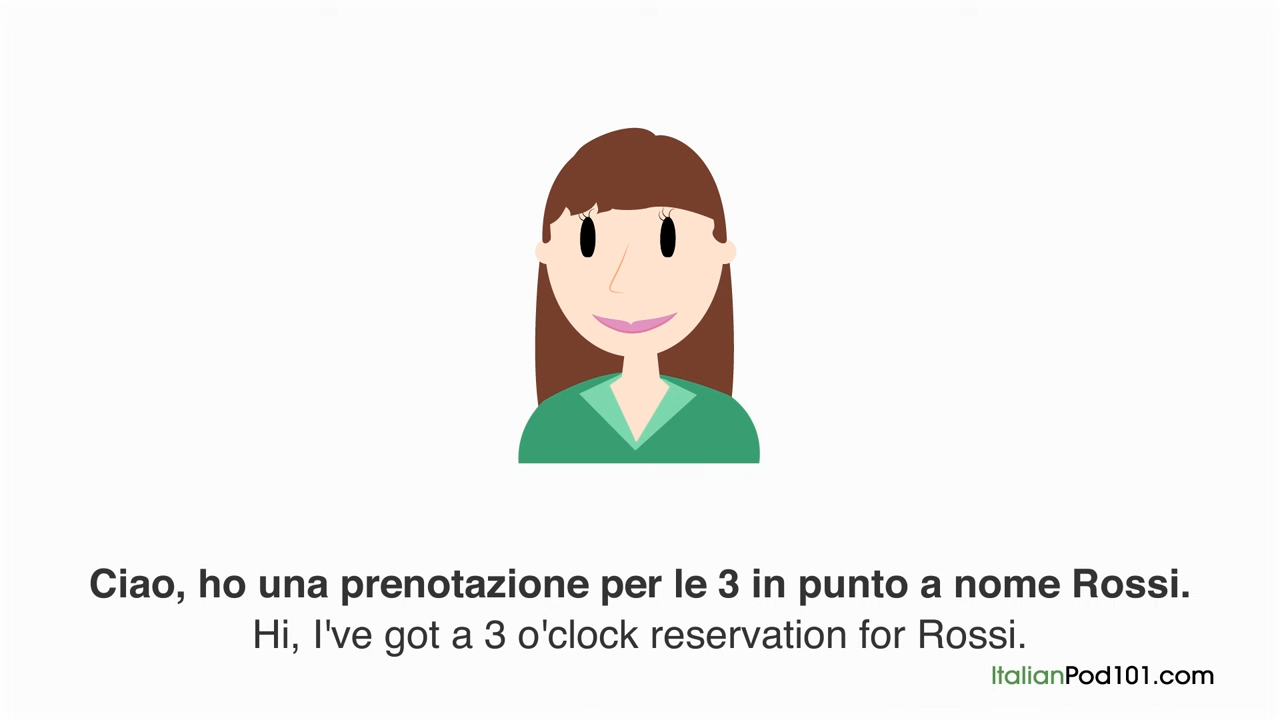 Ciao, ho una prenotazione per le 3 in punto a nome Rossi.
Hi, I've got a 3 o'clock reservation for Rossi.
ItalianPod101.com